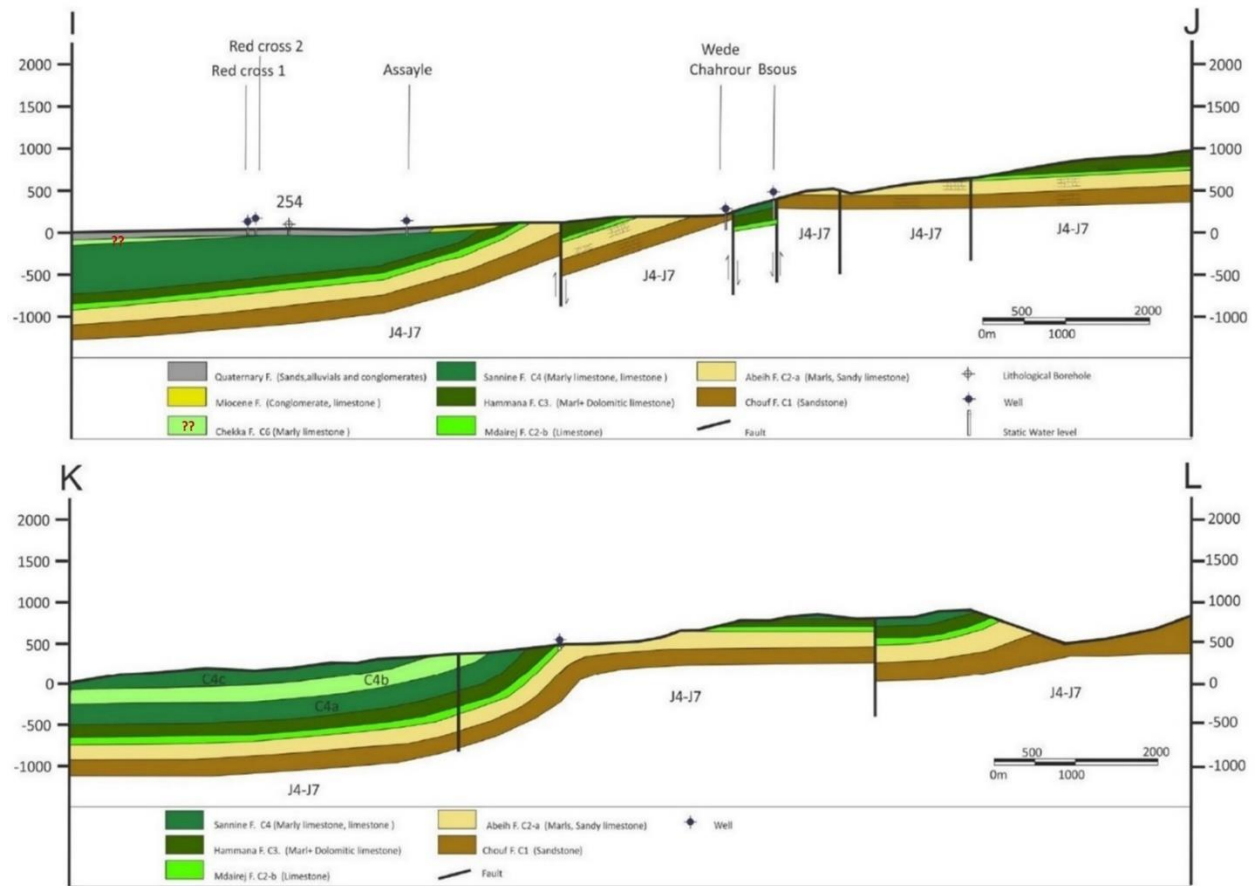 I
J
Red cross 2
Red cross 1
Assayle
Wede
Chahrour Bsous
2000
1500
1000
500
0
-500
-1000
2000
1500
1000
500
0
-500
-1000
254
??
J4-J7
J4-J7
J4-J7
J4-J7
J4-J7
500 2000
0m 1000
Quaternary F. (Sands,alluvials and conglomerates)
Miocene F. (Conglomerate, limestone )
?? Chekka F. C6 (Marly limestone )
Sannine F. C4 (Marly limestone, limestone )
Hammana F. C3. (Marl+ Dolomitic limestone)
Mdairej F. C2-b (Limestone)
Abeih F. C2-a (Marls, Sandy limestone)
Chouf F. C1 (Sandstone)
Fault
Lithological Borehole
Well
Static Water level
K
L
2000
1500
1000
500
0
-500
-1000
2000
1500
1000
500
0
-500
-1000
C4c
C4b
C4a
J4-J7
J4-J7
J4-J7
500 2000
0m 1000
Sannine F. C4 (Marly limestone, limestone )
Hammana F. C3. (Marl+ Dolomitic limestone)
Mdairej F. C2-b (Limestone)
Abeih F. C2-a (Marls, Sandy limestone)
Chouf F. C1 (Sandstone)
Fault
Well